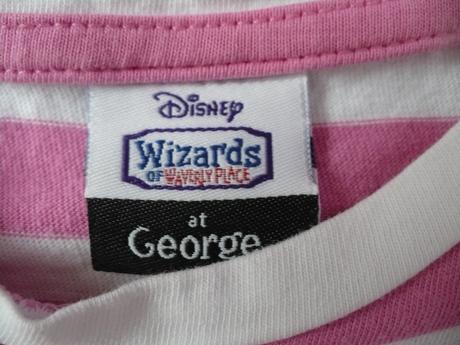 Disney
Wizards
OF WAVERLY PLACE
at
George